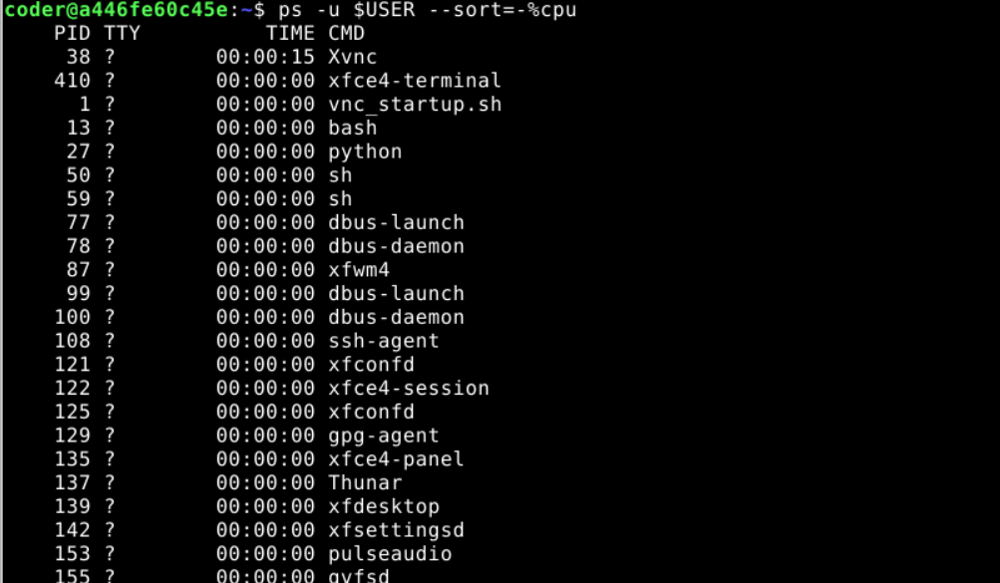 coder@a446fe60c45e:~$ ps -u $USER --sort=-%cpu
PID TTY TIME CMD
38 ? 00:00:15 Xvnc
410 ? 00:00:00 xfce4-terminal
1 ? 00:00:00 vnc_startup.sh
13 ? 00:00:00 bash
27 ? 00:00:00 python
50 ? 00:00:00 sh
59 ? 00:00:00 sh
77 ? 00:00:00 dbus-launch
78 ? 00:00:00 dbus-daemon
87 ? 00:00:00 xfwm4
99 ? 00:00:00 dbus-launch
100 ? 00:00:00 dbus-daemon
108 ? 00:00:00 ssh-agent
121 ? 00:00:00 xfconfd
122 ? 00:00:00 xfce4-session
125 ? 00:00:00 xfconfd
129 ? 00:00:00 gpg-agent
135 ? 00:00:00 xfce4-panel
137 ? 00:00:00 Thunar
139 ? 00:00:00 xfdesktop
142 ? 00:00:00 xfsettingsd
153 ? 00:00:00 pulseaudio
155 ? 00:00:00 gvfsd